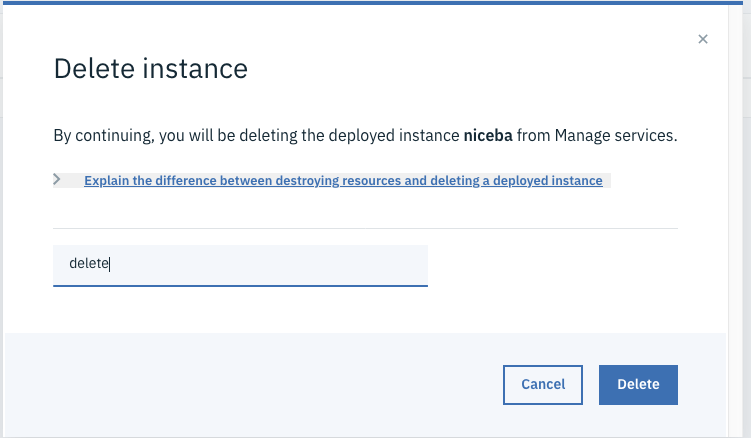 Delete instance
By continuing, you will be deleting the deployed instance niceba from Manage services.
Explain the difference between destroying resources and deleting a deployed instance
delete
Cancel
Delete